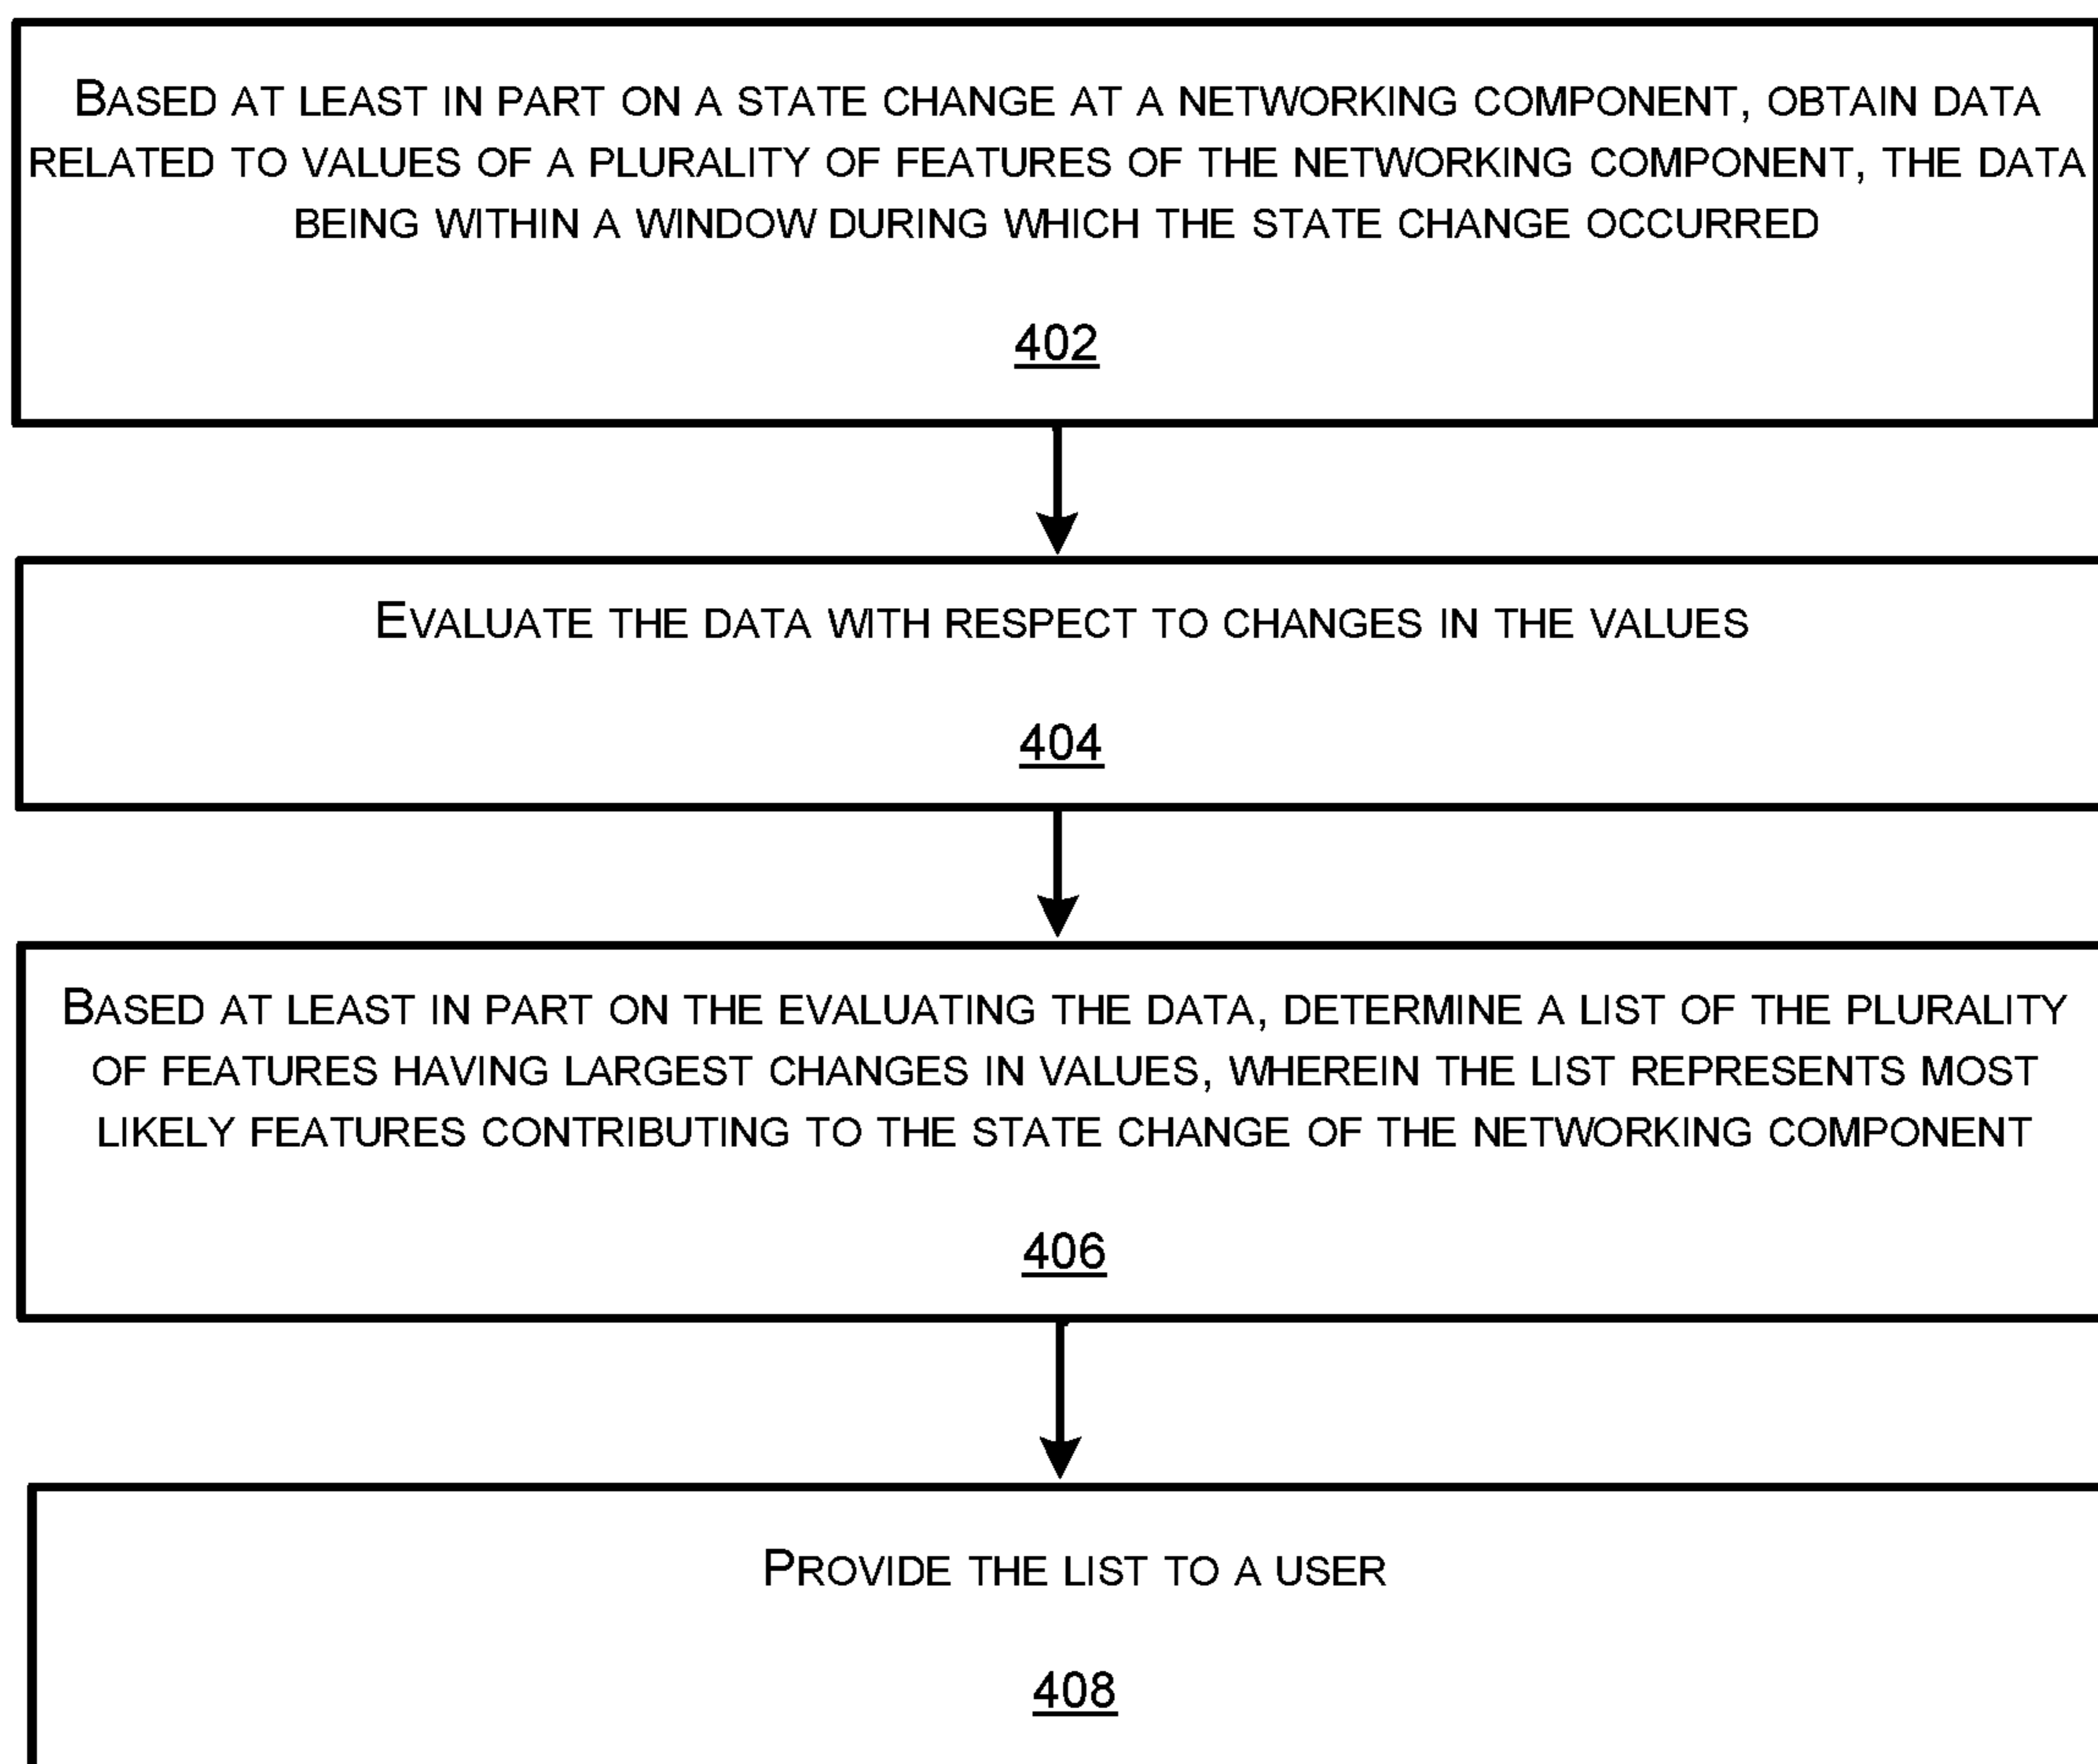 BASED AT LEAST IN PART ON A STATE CHANGE AT A NETWORKING COMPONENT, OBTAIN DATA
RELATED TO VALUES OF A PLURALITY OF FEATURES OF THE NETWORKING COMPONENT, THE DATA
BEING WITHIN A WINDOW DURING WHICH THE STATE CHANGE OCCURRED
402
EVALUATE THE DATA WITH RESPECT TO CHANGES IN THE VALUES
404
BASED AT LEAST IN PART ON THE EVALUATING THE DATA, DETERMINE A LIST OF THE PLURALITY
OF FEATURES HAVING LARGEST CHANGES IN VALUES, WHEREIN THE LIST REPRESENTS MOST
LIKELY FEATURES CONTRIBUTING TO THE STATE CHANGE OF THE NETWORKING COMPONENT
406
PROVIDE THE LIST TO A USER
408